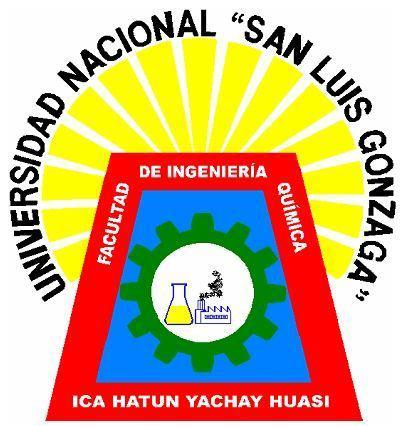 UNIVERSIDAD NACIONAL "SAN LUIS GONZAGA"
FACULTAD DE INGENIERÍA QUÍMICA
ICA HATUN YACHAY HUASI